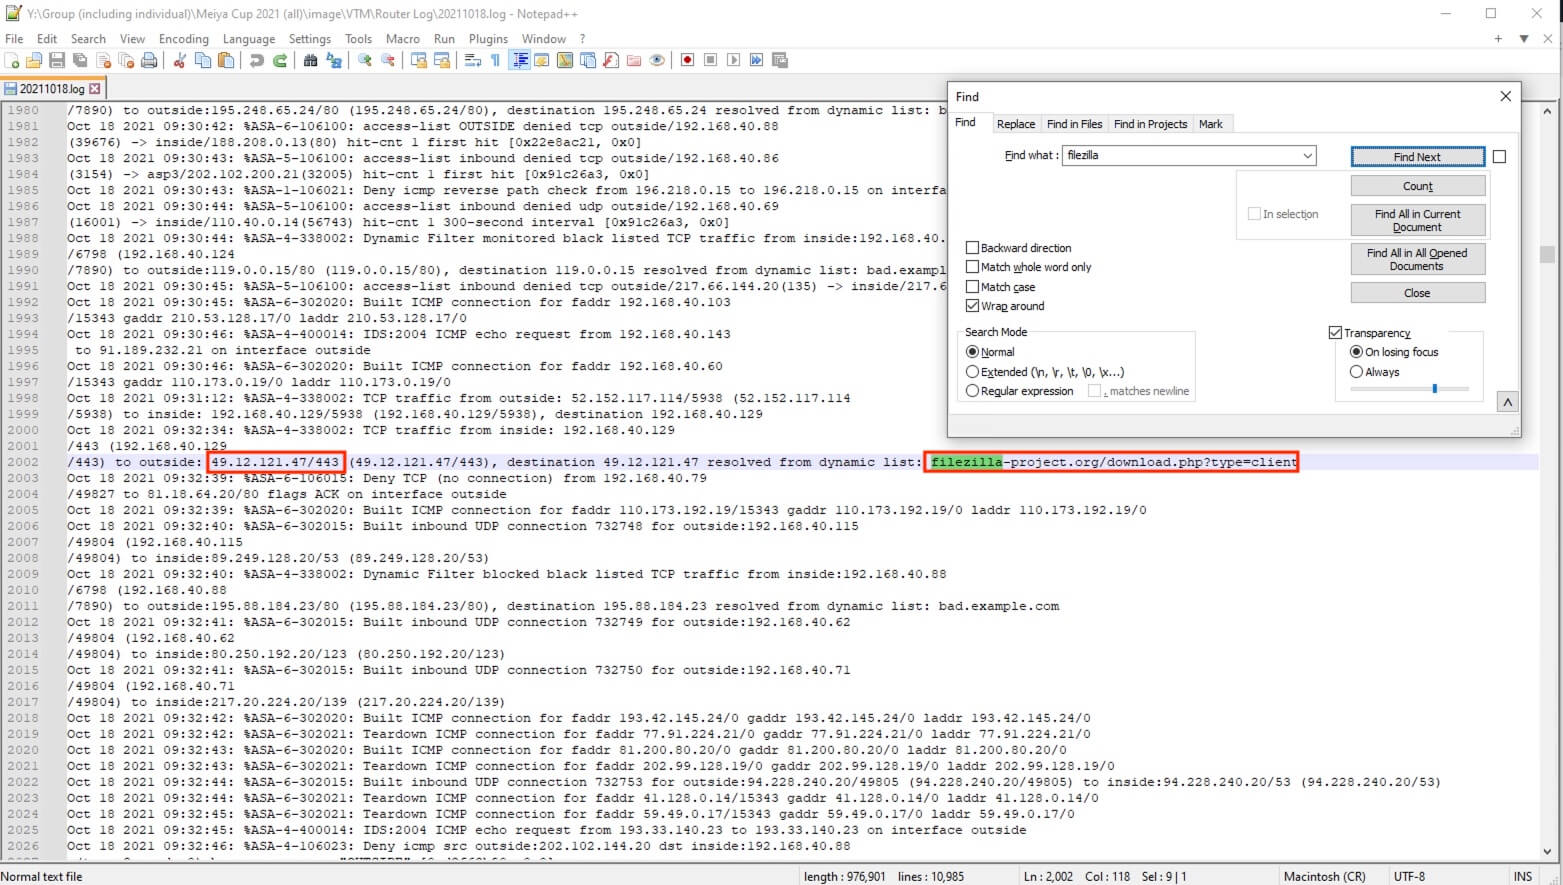 Y:\Group (including individual)\Meiya Cup 2021 (all)\image\VTM\Router Log\20211018.log - Notepad++
File Edit Search View Encoding Language Settings Tools Macro Run Plugins Window ?
20211018.log
1980 /7890) to outside:195.248.65.24/80 (195.248.65.24/80), destination 195.248.65.24 resolved from dynamic list: b
1981 Oct 18 2021 09:30:42: %ASA-6-106100: access-list OUTSIDE denied tcp outside/192.168.40.88
1982 (39676) -> inside/188.208.0.13(80) hit-cnt 1 first hit [0x22e8ac21, 0x0]
1983 Oct 18 2021 09:30:43: %ASA-5-106100: access-list inbound denied tcp outside/192.168.40.86
1984 (3154) -> asp3/202.102.200.21(32005) hit-cnt 1 first hit [0x91c26a3, 0x0]
1985 Oct 18 2021 09:30:43: %ASA-1-106021: Deny icmp reverse path check from 196.218.0.15 to 196.218.0.15 on interfa
1986 Oct 18 2021 09:30:44: %ASA-5-106100: access-list inbound denied udp outside/192.168.40.69
1987 (16001) -> inside/110.40.0.14(56743) hit-cnt 1 300-second interval [0x91c26a3, 0x0]
1988 Oct 18 2021 09:30:44: %ASA-4-338002: Dynamic Filter monitored black listed TCP traffic from inside:192.168.40.
1989 /6798 (192.168.40.124
1990 /7890) to outside:119.0.0.15/80 (119.0.0.15/80), destination 119.0.0.15 resolved from dynamic list: bad.exampl
1991 Oct 18 2021 09:30:45: %ASA-5-106100: access-list inbound denied tcp outside/217.66.144.20(135) -> inside/217.6
1992 Oct 18 2021 09:30:45: %ASA-6-302020: Built ICMP connection for faddr 192.168.40.103
1993 /15343 gaddr 210.53.128.17/0 laddr 210.53.128.17/0
1994 Oct 18 2021 09:30:46: %ASA-4-400014: IDS:2004 ICMP echo request from 192.168.40.143
1995 to 91.189.232.21 on interface outside
1996 Oct 18 2021 09:30:46: %ASA-6-302020: Built ICMP connection for faddr 192.168.40.60
1997 /15343 gaddr 110.173.0.19/0 laddr 110.173.0.19/0
1998 Oct 18 2021 09:31:12: %ASA-4-338002: TCP traffic from outside: 52.152.117.114/5938 (52.152.117.114
1999 /5938) to inside: 192.168.40.129/5938 (192.168.40.129/5938), destination 192.168.40.129
2000 Oct 18 2021 09:32:34: %ASA-4-338002: TCP traffic from inside: 192.168.40.129
2001 /443 (192.168.40.129
2002 /443) to outside: 49.12.121.47/443 (49.12.121.47/443), destination 49.12.121.47 resolved from dynamic list: filezilla-project.org/download.php?type=client
2003 Oct 18 2021 09:32:39: %ASA-6-106015: Deny TCP (no connection) from 192.168.40.79
2004 /49827 to 81.18.64.20/80 flags ACK on interface outside
2005 Oct 18 2021 09:32:39: %ASA-6-302020: Built ICMP connection for faddr 110.173.192.19/15343 gaddr 110.173.192.19/0 laddr 110.173.192.19/0
2006 Oct 18 2021 09:32:40: %ASA-6-302015: Built inbound UDP connection 732748 for outside:192.168.40.115
2007 /49804 (192.168.40.115
2008 /49804) to inside:89.249.128.20/53 (89.249.128.20/53)
2009 Oct 18 2021 09:32:40: %ASA-4-338002: Dynamic Filter blocked black listed TCP traffic from inside:192.168.40.88
2010 /6798 (192.168.40.88
2011 /7890) to outside:195.88.184.23/80 (195.88.184.23/80), destination 195.88.184.23 resolved from dynamic list: bad.example.com
2012 Oct 18 2021 09:32:41: %ASA-6-302015: Built inbound UDP connection 732749 for outside:192.168.40.62
2013 /49804 (192.168.40.62
2014 /49804) to inside:80.250.192.20/123 (80.250.192.20/123)
2015 Oct 18 2021 09:32:41: %ASA-6-302015: Built inbound UDP connection 732750 for outside:192.168.40.71
2016 /49804 (192.168.40.71
2017 /49804) to inside:217.20.224.20/139 (217.20.224.20/139)
2018 Oct 18 2021 09:32:42: %ASA-6-302020: Built ICMP connection for faddr 193.42.145.24/0 gaddr 193.42.145.24/0 laddr 193.42.145.24/0
2019 Oct 18 2021 09:32:42: %ASA-6-302021: Teardown ICMP connection for faddr 77.91.224.21/0 gaddr 77.91.224.21/0 laddr 77.91.224.21/0
2020 Oct 18 2021 09:32:43: %ASA-6-302020: Built ICMP connection for faddr 81.200.80.20/0 gaddr 81.200.80.20/0 laddr 81.200.80.20/0
2021 Oct 18 2021 09:32:43: %ASA-6-302021: Teardown ICMP connection for faddr 202.99.128.19/0 gaddr 202.99.128.19/0 laddr 202.99.128.19/0
2022 Oct 18 2021 09:32:44: %ASA-6-302015: Built inbound UDP connection 732753 for outside:94.228.240.20/49805 (94.228.240.20/49805) to inside:94.228.240.20/53 (94.228.240.20/53)
2023 Oct 18 2021 09:32:44: %ASA-6-302021: Teardown ICMP connection for faddr 41.128.0.14/15343 gaddr 41.128.0.14/0 laddr 41.128.0.14/0
2024 Oct 18 2021 09:32:45: %ASA-6-302021: Teardown ICMP connection for faddr 59.49.0.17/15343 gaddr 59.49.0.17/0 laddr 59.49.0.17/0
2025 Oct 18 2021 09:32:45: %ASA-4-400014: IDS:2004 ICMP echo request from 193.33.140.23 to 193.33.140.23 on interface outside
2026 Oct 18 2021 09:32:46: %ASA-4-106023: Deny icmp src outside:202.102.144.20 dst inside:192.168.40.88
Find
Find Replace Find in Files Find in Projects Mark
Find what : filezilla
Find Next
Count
In selection
Find All in Current Document
Find All in All Opened Documents
Close
Backward direction
Match whole word only
Match case
Wrap around
Search Mode
Normal
Extended (\n, \r, \t, \0, \x...)
Regular expression
. matches newline
Transparency
On losing focus
Always
Normal text file length : 976,901 lines : 10,985 Ln : 2,002 Col : 118 Sel : 9 | 1 Macintosh (CR) UTF-8 INS